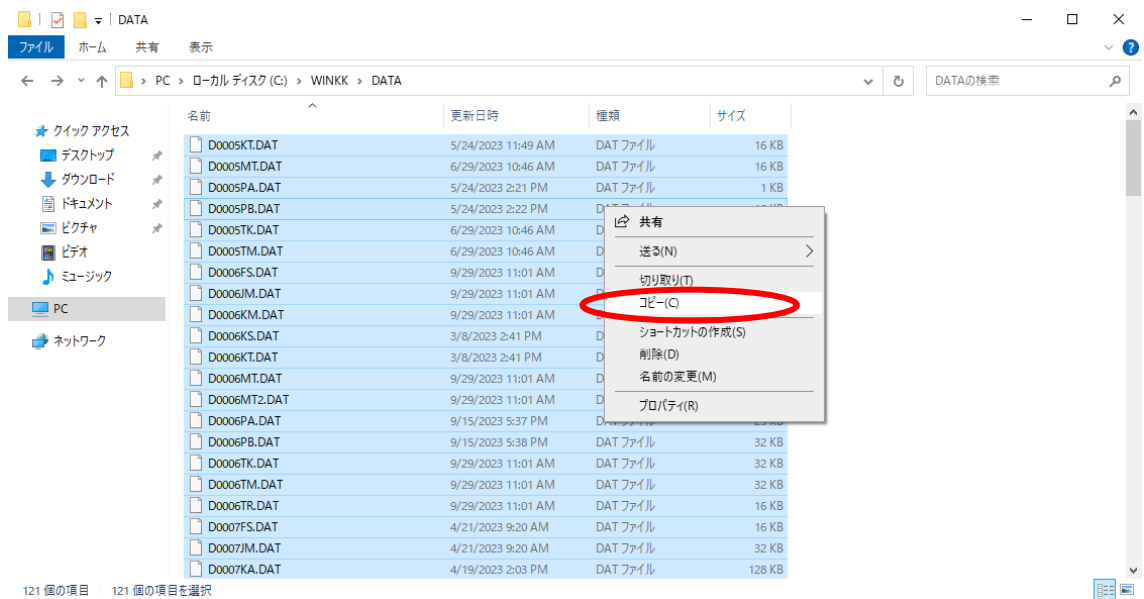 DATA
ファイル ホーム 共有 表示
PC > ローカル ディスク (C:) > WINKK > DATA
DATAの検索
クイック アクセス
デスクトップ
ダウンロード
ドキュメント
ピクチャ
ビデオ
ミュージック
PC
ネットワーク
名前 更新日時 種類 サイズ
D0005KT.DAT 5/24/2023 11:49 AM DAT ファイル 16 KB
D0005MT.DAT 6/29/2023 10:46 AM DAT ファイル 16 KB
D0005PA.DAT 5/24/2023 2:21 PM DAT ファイル 1 KB
D0005PB.DAT 5/24/2023 2:22 PM
D0005TK.DAT 6/29/2023 10:46 AM
D0005TM.DAT 6/29/2023 10:46 AM
D0006FS.DAT 9/29/2023 11:01 AM
D0006JM.DAT 9/29/2023 11:01 AM
D0006KM.DAT 9/29/2023 11:01 AM
D0006KS.DAT 3/8/2023 2:41 PM
D0006KT.DAT 3/8/2023 2:41 PM
D0006MT.DAT 9/29/2023 11:01 AM
D0006MT2.DAT 9/29/2023 11:01 AM
D0006PA.DAT 9/15/2023 5:37 PM
D0006PB.DAT 9/15/2023 5:38 PM DAT ファイル 32 KB
D0006TK.DAT 9/29/2023 11:01 AM DAT ファイル 32 KB
D0006TM.DAT 9/29/2023 11:01 AM DAT ファイル 32 KB
D0006TR.DAT 9/29/2023 11:01 AM DAT ファイル 16 KB
D0007FS.DAT 4/21/2023 9:20 AM DAT ファイル 16 KB
D0007JM.DAT 4/21/2023 9:20 AM DAT ファイル 32 KB
D0007KA.DAT 4/19/2023 2:03 PM DAT ファイル 128 KB
共有
送る(N)
切り取り(T)
コピー(C)
ショートカットの作成(S)
削除(D)
名前の変更(M)
プロパティ(R)
121 個の項目 121 個の項目を選択